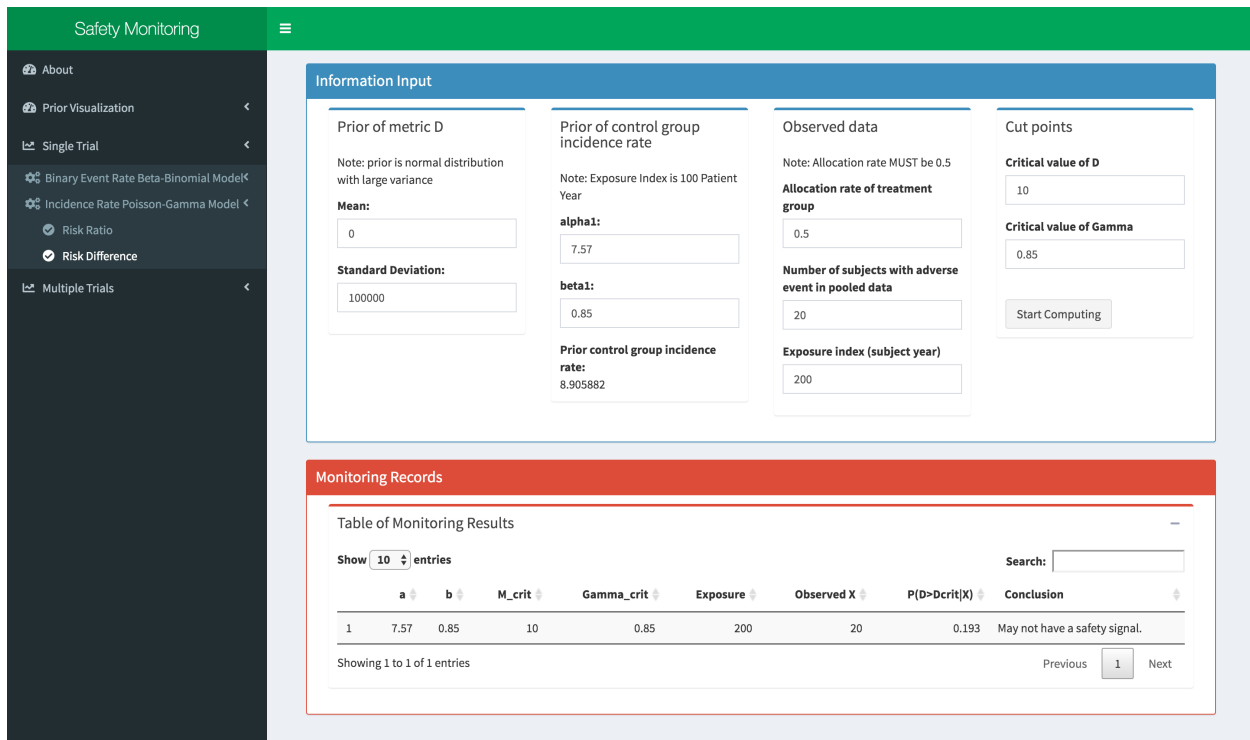 Safety Monitoring
About
Prior Visualization
Single Trial
Binary Event Rate Beta-Binomial Model
Incidence Rate Poisson-Gamma Model
Risk Ratio
Risk Difference
Multiple Trials
Information Input
Prior of metric D
Note: prior is normal distribution
with large variance
Mean:
0
Standard Deviation:
100000
Prior of control group
incidence rate
Note: Exposure Index is 100 Patient
Year
alpha1:
7.57
beta1:
0.85
Prior control group incidence
rate:
8.905882
Observed data
Note: Allocation rate MUST be 0.5
Allocation rate of treatment
group
0.5
Number of subjects with adverse
event in pooled data
20
Exposure index (subject year)
200
Cut points
Critical value of D
10
Critical value of Gamma
0.85
Start Computing
Monitoring Records
Table of Monitoring Results
Show 10 entries
Search:
a b M_crit Gamma_crit Exposure Observed X P(D>Dcrit|X) Conclusion
1 7.57 0.85 10 0.85 200 20 0.193 May not have a safety signal.
Showing 1 to 1 of 1 entries
Previous 1 Next